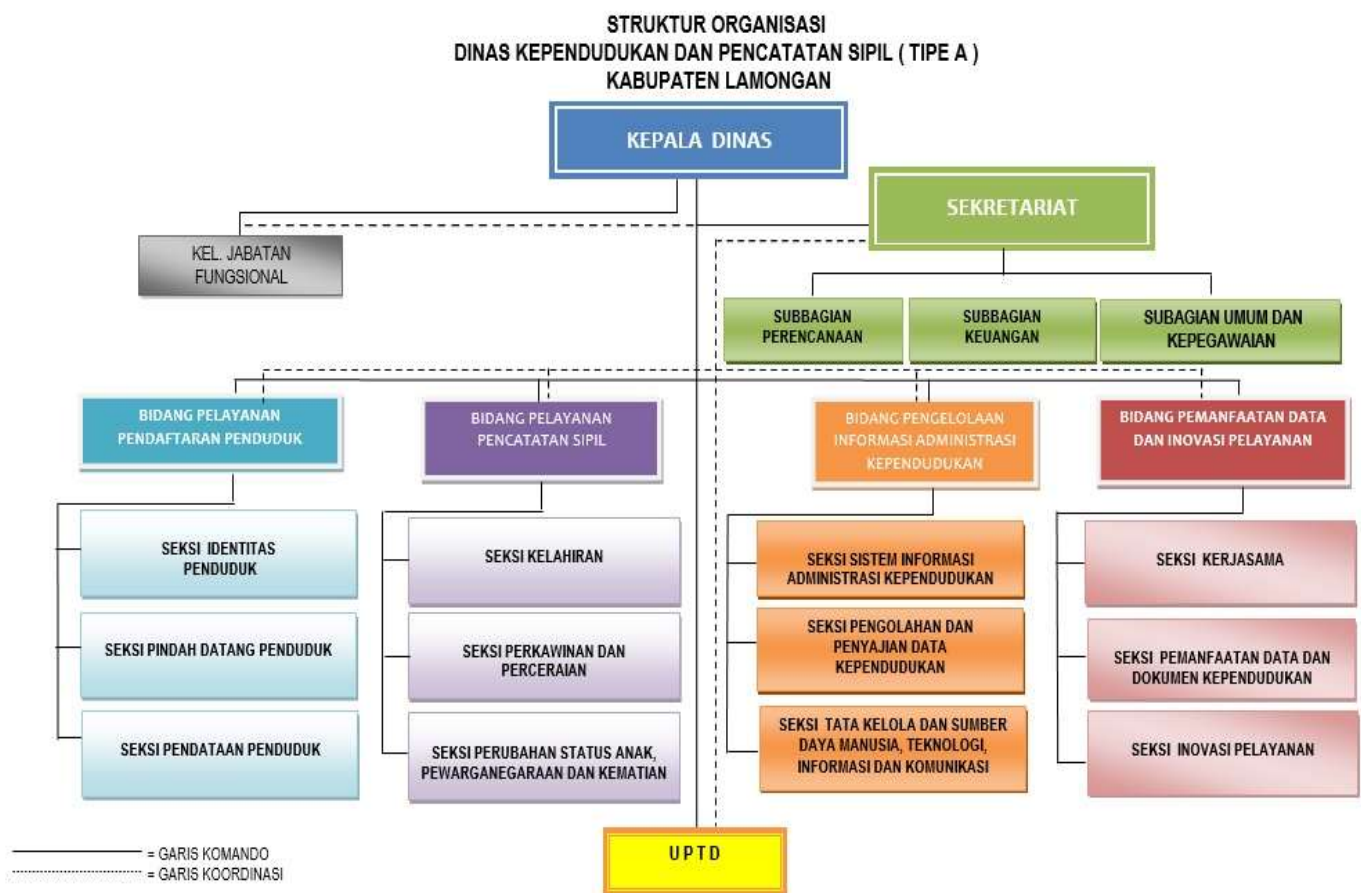 STRUKTUR ORGANISASI
DINAS KEPENDUDUKAN DAN PENCATATAN SIPIL ( TIPE A )
KABUPATEN LAMONGAN
KEPALA DINAS
SEKRETARIAT
KEL. JABATAN
FUNGSIONAL
SUBBAGIAN
PERENCANAAN
SUBBAGIAN
KEUANGAN
SUBAGIAN UMUM DAN
KEPEGAWAIAN
BIDANG PELAYANAN
PENDAFTARAN PENDUDUK
BIDANG PELAYANAN
PENCATATAN SIPIL
BIDANG PENGELOLAAN
INFORMASI ADMINISTRASI
KEPENDUDUKAN
BIDANG PEMANFAATAN DATA
DAN INOVASI PELAYANAN
SEKSI IDENTITAS
PENDUDUK
SEKSI KELAHIRAN
SEKSI SISTEM INFORMASI
ADMINISTRASI KEPENDUDUKAN
SEKSI KERJASAMA
SEKSI PINDAH DATANG PENDUDUK
SEKSI PERKAWINAN DAN
PERCERAIAN
SEKSI PENGOLAHAN DAN
PENYAJIAN DATA
KEPENDUDUKAN
SEKSI PEMANFAATAN DATA DAN
DOKUMEN KEPENDUDUKAN
SEKSI PENDATAAN PENDUDUK
SEKSI PERUBAHAN STATUS ANAK,
PEWARGANEGARAAN DAN KEMATIAN
SEKSI TATA KELOLA DAN SUMBER
DAYA MANUSIA, TEKNOLOGI,
INFORMASI DAN KOMUNIKASI
SEKSI INOVASI PELAYANAN
UPTD
= GARIS KOMANDO
= GARIS KOORDINASI